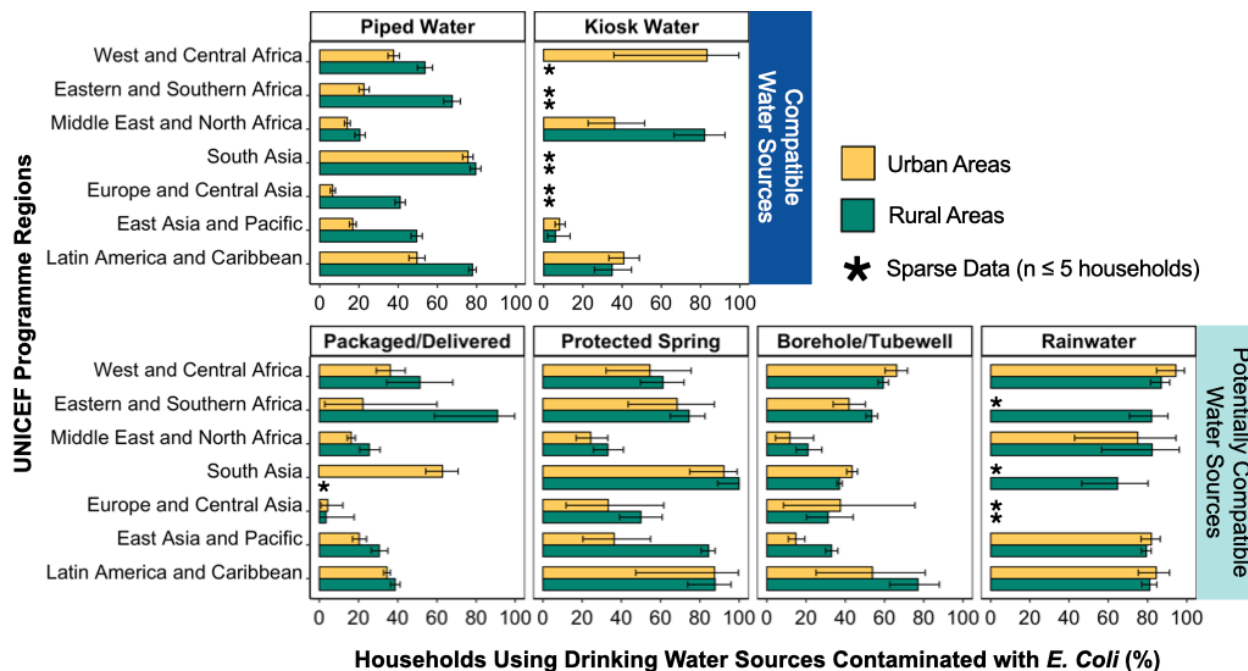 Piped Water
Kiosk Water
West and Central Africa
Eastern and Southern Africa
Middle East and North Africa
South Asia
Europe and Central Asia
East Asia and Pacific
Latin America and Caribbean
*
*
*
*
*
*
*
0 20 40 60 80 100
0 20 40 60 80 100
Compatible
Water Sources
Urban Areas
Rural Areas
* Sparse Data (n ≤ 5 households)
UNICEF Programme Regions
Packaged/Delivered
Protected Spring
Borehole/Tubewell
Rainwater
West and Central Africa
Eastern and Southern Africa
Middle East and North Africa
South Asia
Europe and Central Asia
East Asia and Pacific
Latin America and Caribbean
*
*
*
*
*
0 20 40 60 80 100
0 20 40 60 80 100
0 20 40 60 80 100
0 20 40 60 80 100
Potentially Compatible
Water Sources
Households Using Drinking Water Sources Contaminated with E. Coli (%)